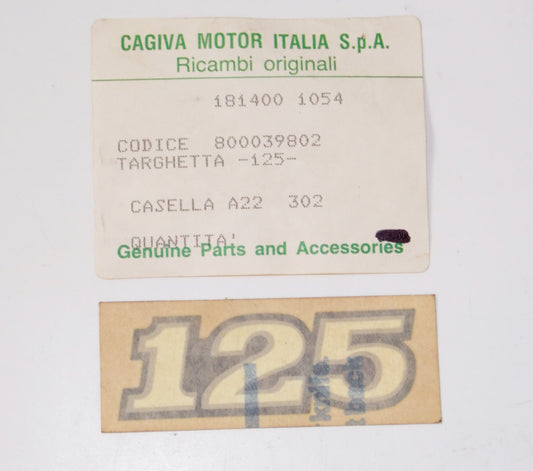 CAGIVA MOTOR ITALIA S.p.A.
Ricambi originali
181400 1054
CODICE 800039802
TARGHETTA -125-
CASELLA A22 302
QUANTITA'
Genuine Parts and Accessories
125
back